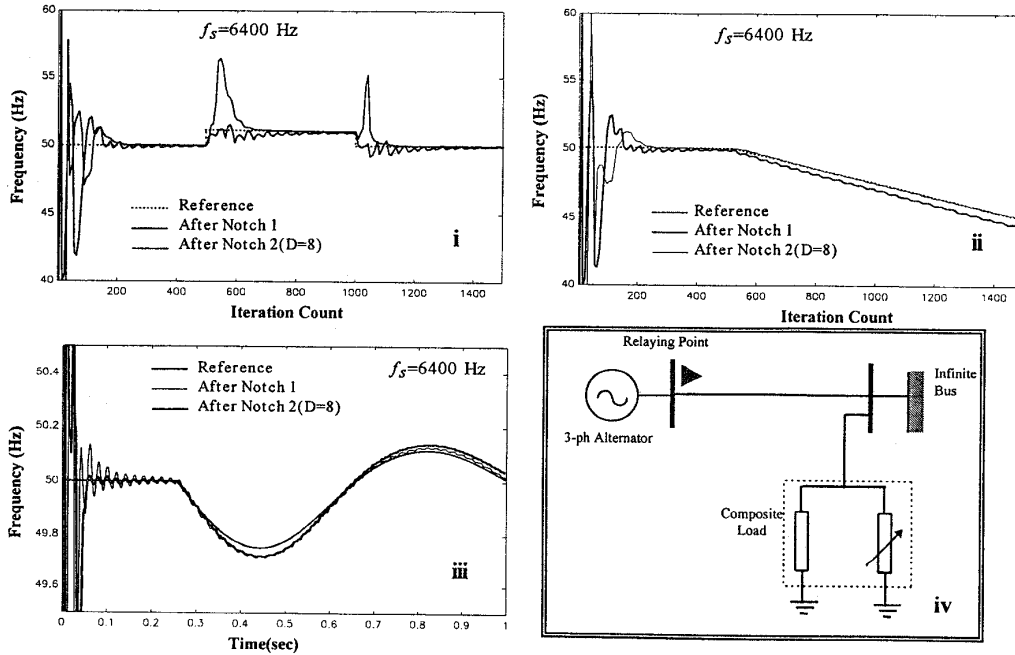 60
f_s=6400 Hz
55
Frequency (Hz)
50
45
Reference
After Notch 1
After Notch 2(D=8)
i
40
200 400 600 800 1000 1200 1400
Iteration Count
60
f_s=6400 Hz
55
Frequency (Hz)
50
45
Reference
After Notch 1
After Notch 2(D=8)
ii
40
200 400 600 800 1000 1200 1400
Iteration Count
50.4
Reference
f_s=6400 Hz
After Notch 1
After Notch 2(D=8)
50.2
Frequency (Hz)
50
49.8
49.6
iii
0 0.1 0.2 0.3 0.4 0.5 0.6 0.7 0.8 0.9 1
Time(sec)
Relaying Point
Infinite
Bus
3-ph Alternator
Composite
Load
iv